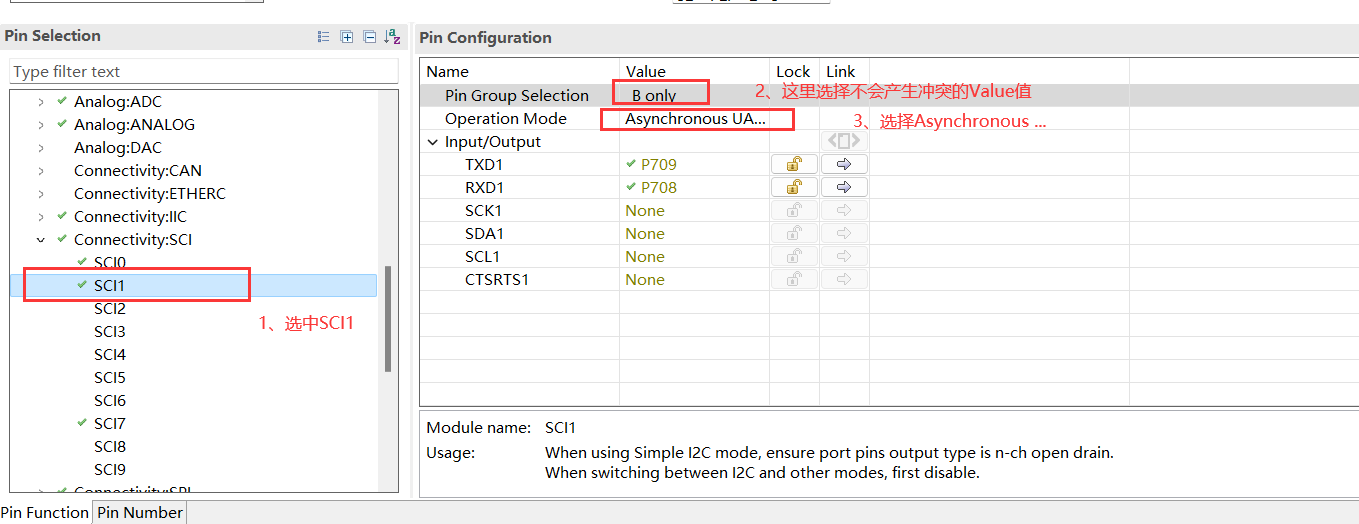 Pin Selection
Type filter text
Analog:ADC
Analog:ANALOG
Analog:DAC
Connectivity:CAN
Connectivity:ETHERC
Connectivity:IIC
Connectivity:SCI
SCI0
SCI1
1、选中SCI1
SCI2
SCI3
SCI4
SCI5
SCI6
SCI7
SCI8
SCI9
Connectivity:SPI
Pin Function Pin Number
Pin Configuration
Name Value Lock Link
Pin Group Selection B only
2、这里选择不会产生冲突的Value值
Operation Mode Asynchronous UA...
3、选择Asynchronous ...
Input/Output
TXD1 P709
RXD1 P708
SCK1 None
SDA1 None
SCL1 None
CTSRTS1 None
Module name: SCI1
Usage: When using Simple I2C mode, ensure port pins output type is n-ch open drain.
When switching between I2C and other modes, first disable.